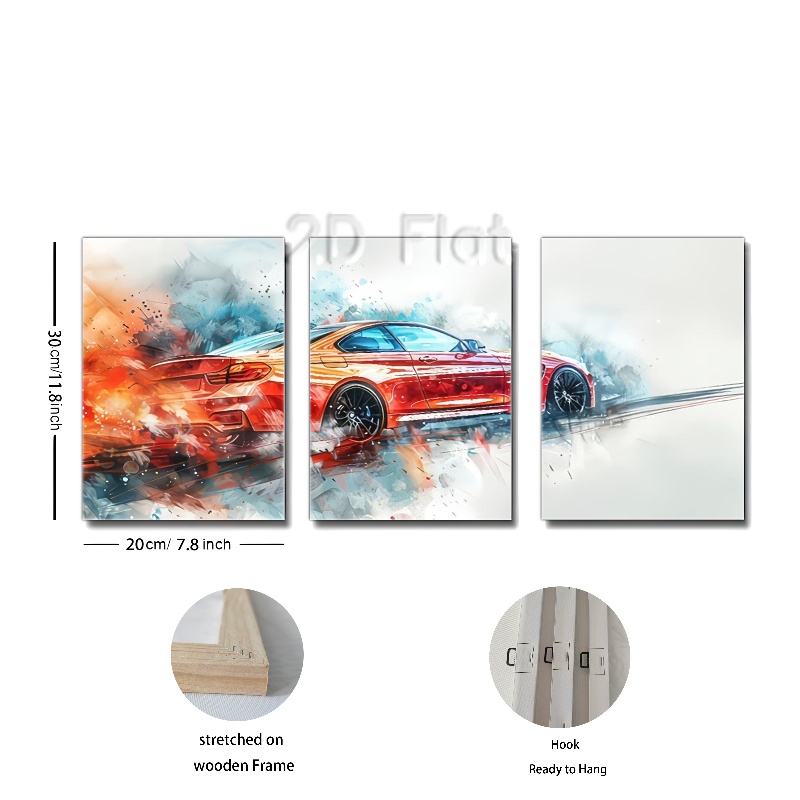 2D Flat
30cm/11.8inch
20cm/ 7.8 inch
stretched on
wooden Frame
Hook
Ready to Hang